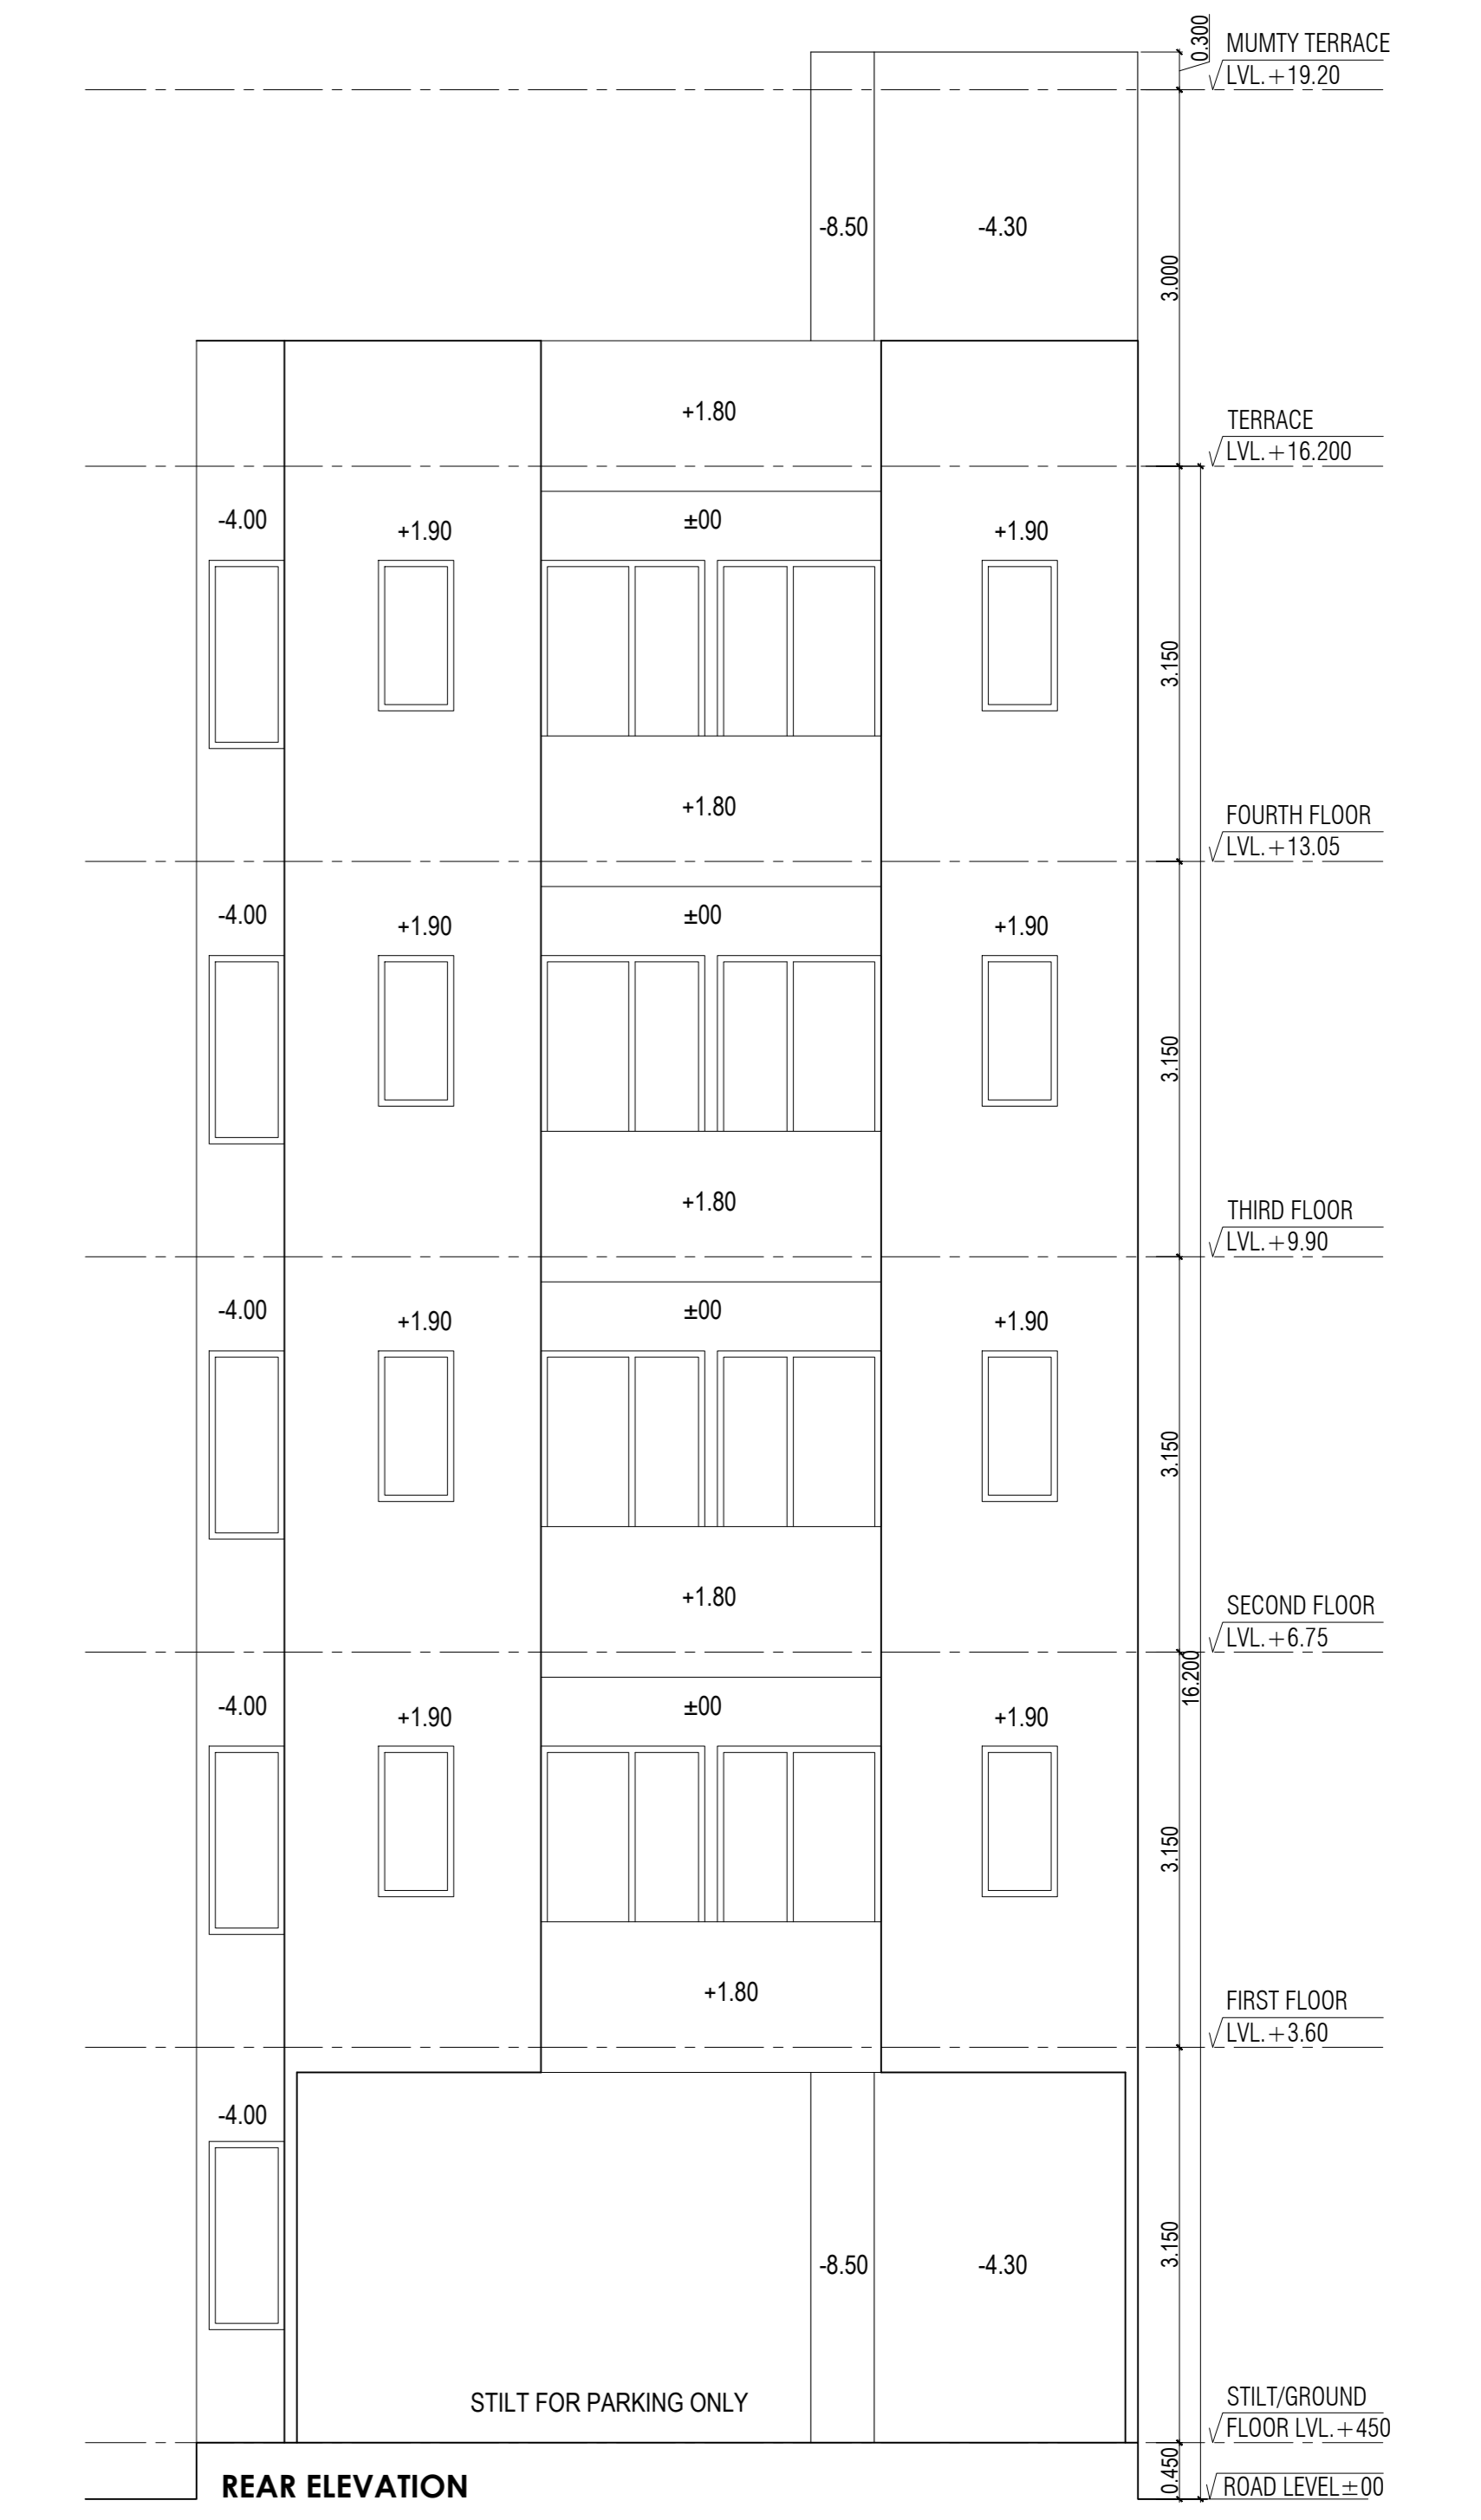 0.300
MUMTY TERRACE
LVL.+19.20
-8.50
-4.30
3.000
+1.80
TERRACE
LVL.+16.200
-4.00
+1.90
±00
+1.90
3.150
+1.80
FOURTH FLOOR
LVL.+13.05
-4.00
+1.90
±00
+1.90
3.150
+1.80
THIRD FLOOR
LVL.+9.90
-4.00
+1.90
±00
+1.90
3.150
+1.80
SECOND FLOOR
LVL.+6.75
16.200
-4.00
+1.90
±00
+1.90
3.150
+1.80
FIRST FLOOR
LVL.+3.60
-4.00
3.150
-8.50
-4.30
STILT FOR PARKING ONLY
STILT/GROUND
FLOOR LVL.+450
0.450
REAR ELEVATION
ROAD LEVEL±00